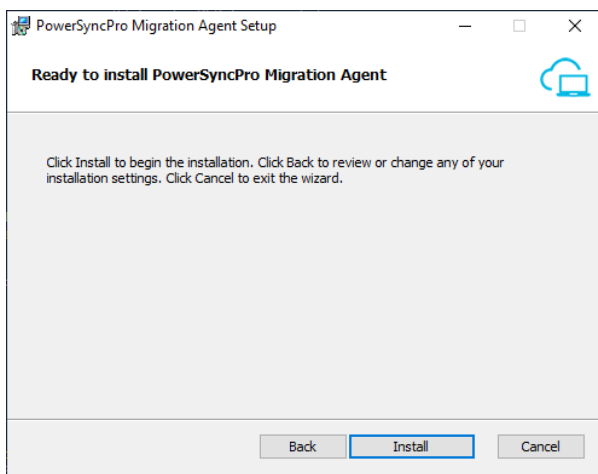 PowerSyncPro Migration Agent Setup
Ready to install PowerSyncPro Migration Agent
Click Install to begin the installation. Click Back to review or change any of your
installation settings. Click Cancel to exit the wizard.
Back Install Cancel